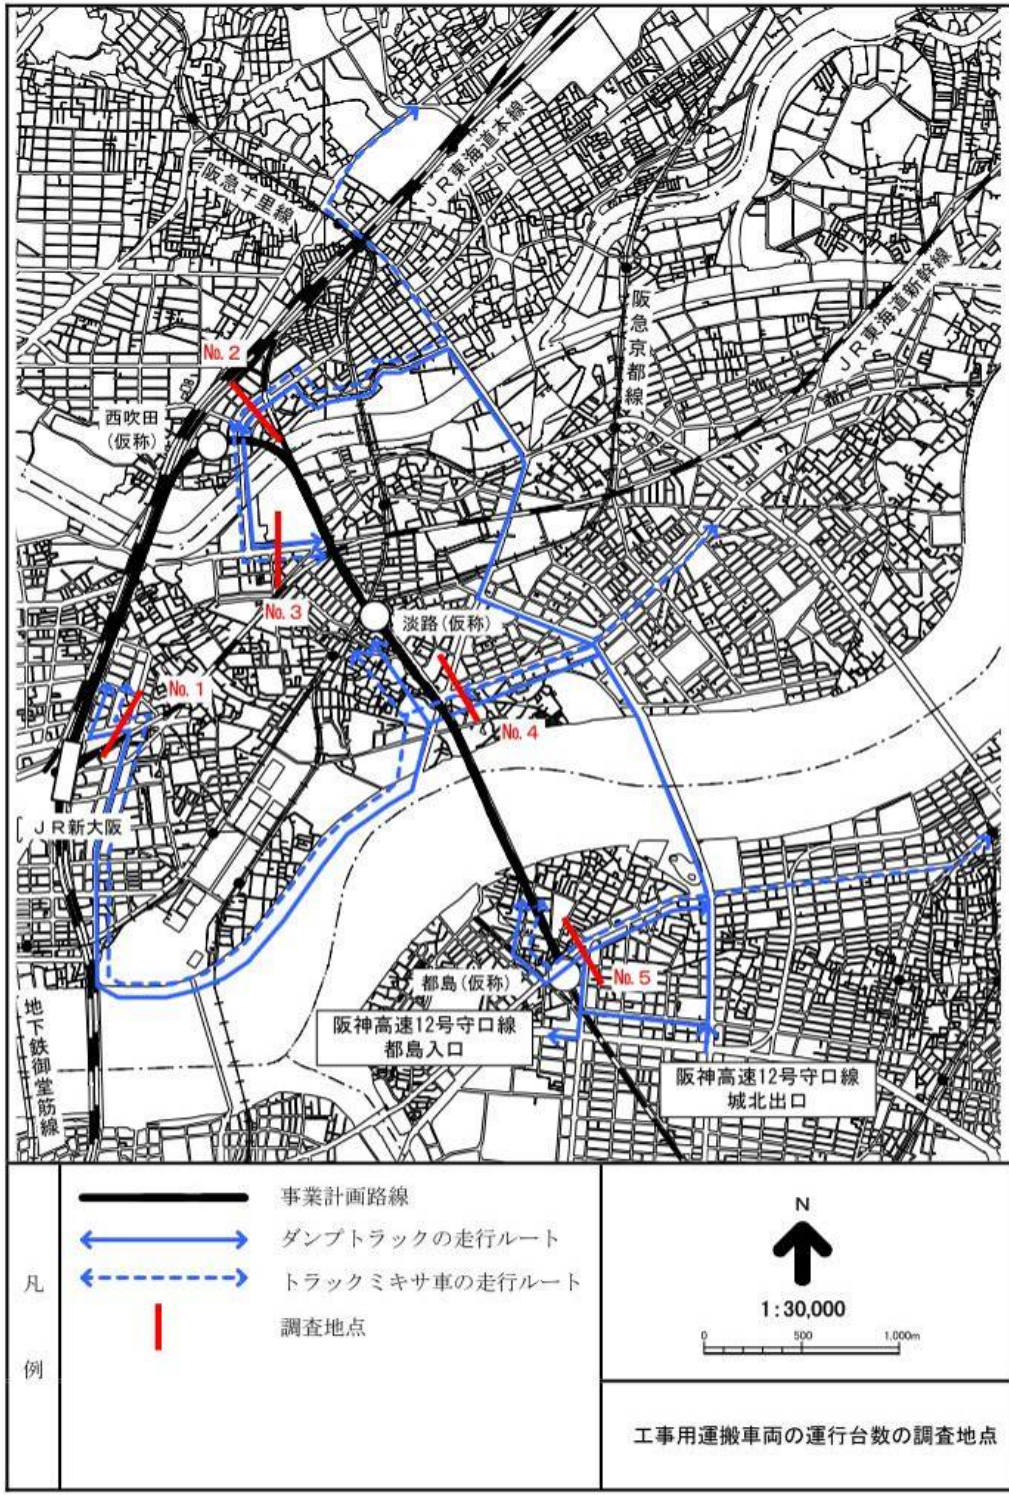 阪急千里線
JR東海道本線
阪急京都線
JR東海道新幹線
No. 2
西吹田
(仮称)
No. 3
淡路(仮称)
No. 1
No. 4
JR新大阪
都島(仮称)
No. 5
地下鉄御堂筋線
阪神高速12号守口線
都島入口
阪神高速12号守口線
城北出口
凡例
事業計画路線
ダンプトラックの走行ルート
トラックミキサ車の走行ルート
調査地点
N
1:30,000
0 500 1,000m
工事用運搬車両の運行台数の調査地点